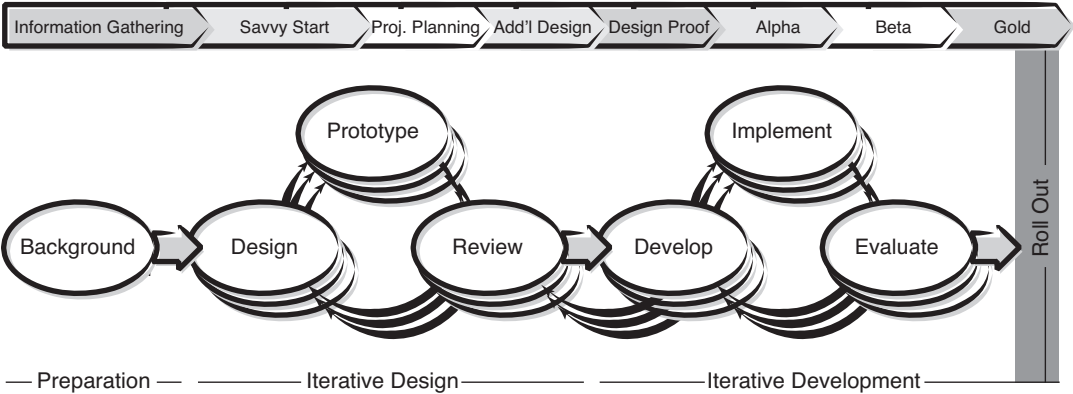 Information Gathering Savvy Start Proj. Planning Add'l Design Design Proof Alpha Beta Gold
Prototype Implement
Background Design Review Develop Evaluate
Roll Out
Preparation Iterative Design Iterative Development